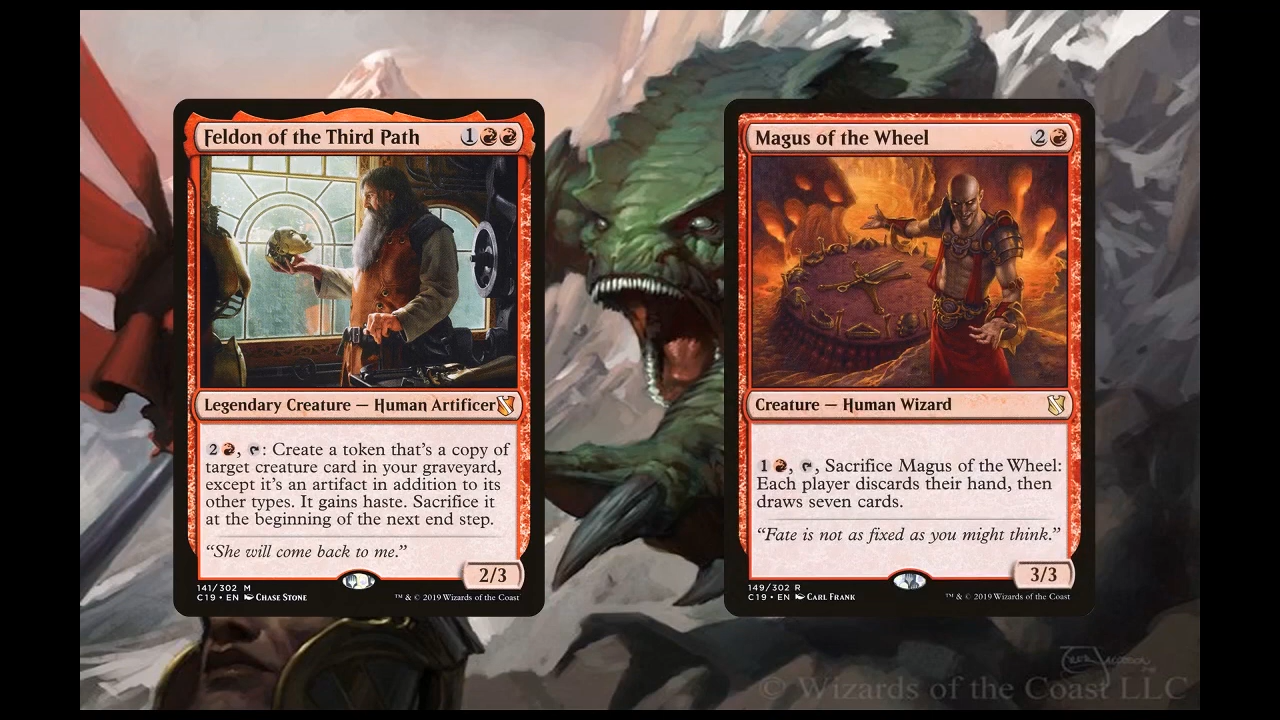 Feldon of the Third Path 1
Legendary Creature — Human Artificer
2 , : Create a token that's a copy of
target creature card in your graveyard,
except it's an artifact in addition to its
other types. It gains haste. Sacrifice it
at the beginning of the next end step.
“She will come back to me.”
2/3
141/302 M
C19 • EN Chase Stone ™ & © 2019 Wizards of the Coast
Magus of the Wheel 2
Creature — Human Wizard
1 , , Sacrifice Magus of the Wheel:
Each player discards their hand, then
draws seven cards.
“Fate is not as fixed as you might think.”
3/3
149/302 R
C19 • EN Carl Frank ™ & © 2019 Wizards of the Coast
© Wizards of the Coast LLC